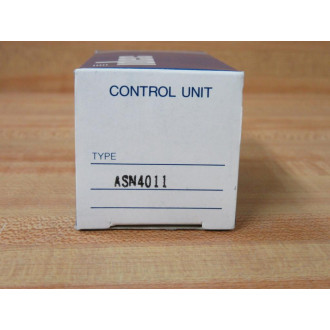 CONTROL UNIT
TYPE
ASN4011